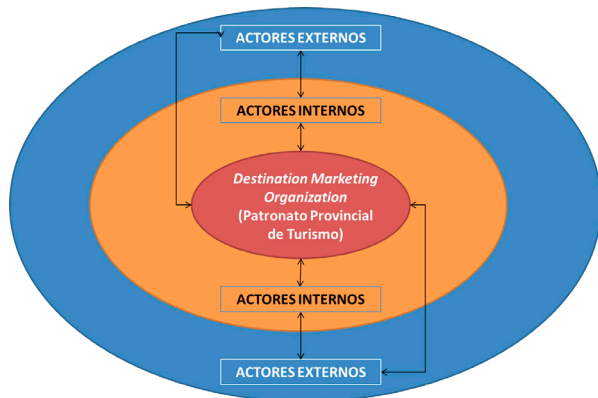 ACTORES EXTERNOS
ACTORES INTERNOS
Destination Marketing
Organization
(Patronato Provincial
de Turismo)
ACTORES INTERNOS
ACTORES EXTERNOS